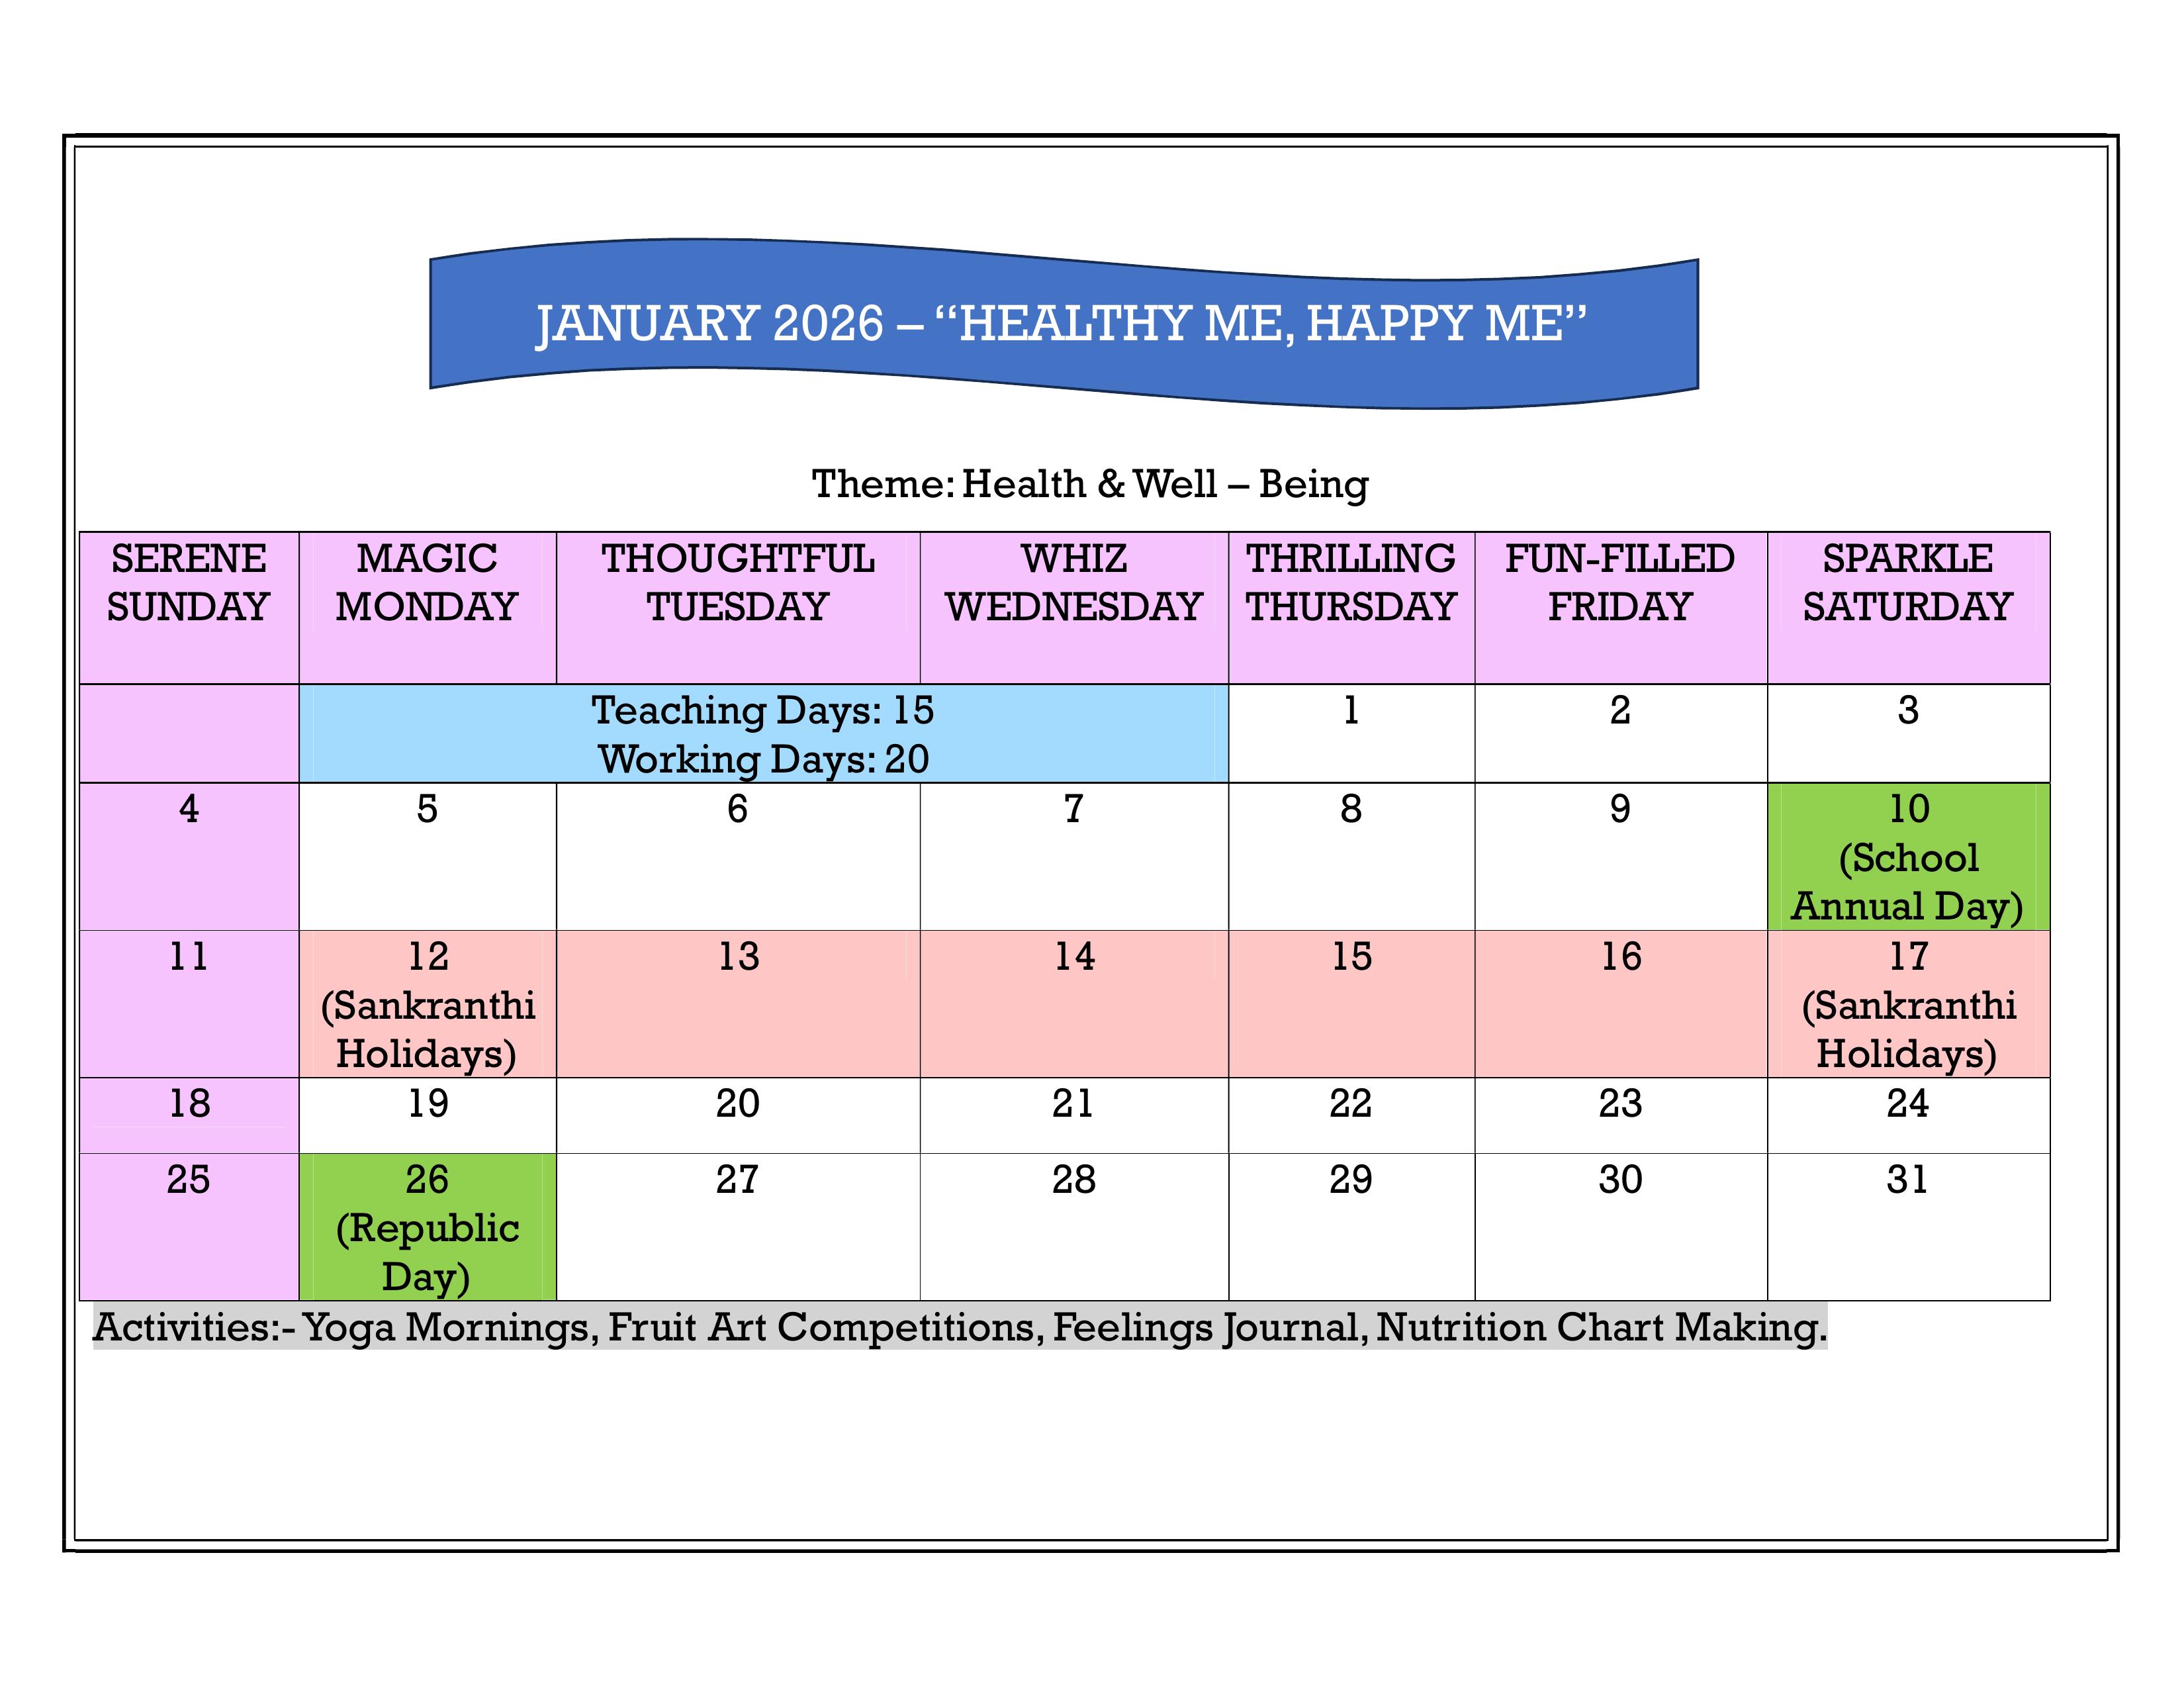 JANUARY 2026 – “HEALTHY ME, HAPPY ME”
Theme: Health & Well – Being
SERENE SUNDAY MAGIC MONDAY THOUGHTFUL TUESDAY WHIZ WEDNESDAY THRILLING THURSDAY FUN-FILLED FRIDAY SPARKLE SATURDAY
Teaching Days: 15
Working Days: 20
1 2 3
4 5 6 7 8 9 10
(School
Annual Day)
11 12 (Sankranthi Holidays) 13 14 15 16 17 (Sankranthi Holidays)
18 19 20 21 22 23 24
25 26 (Republic Day) 27 28 29 30 31
Activities:- Yoga Mornings, Fruit Art Competitions, Feelings Journal, Nutrition Chart Making.